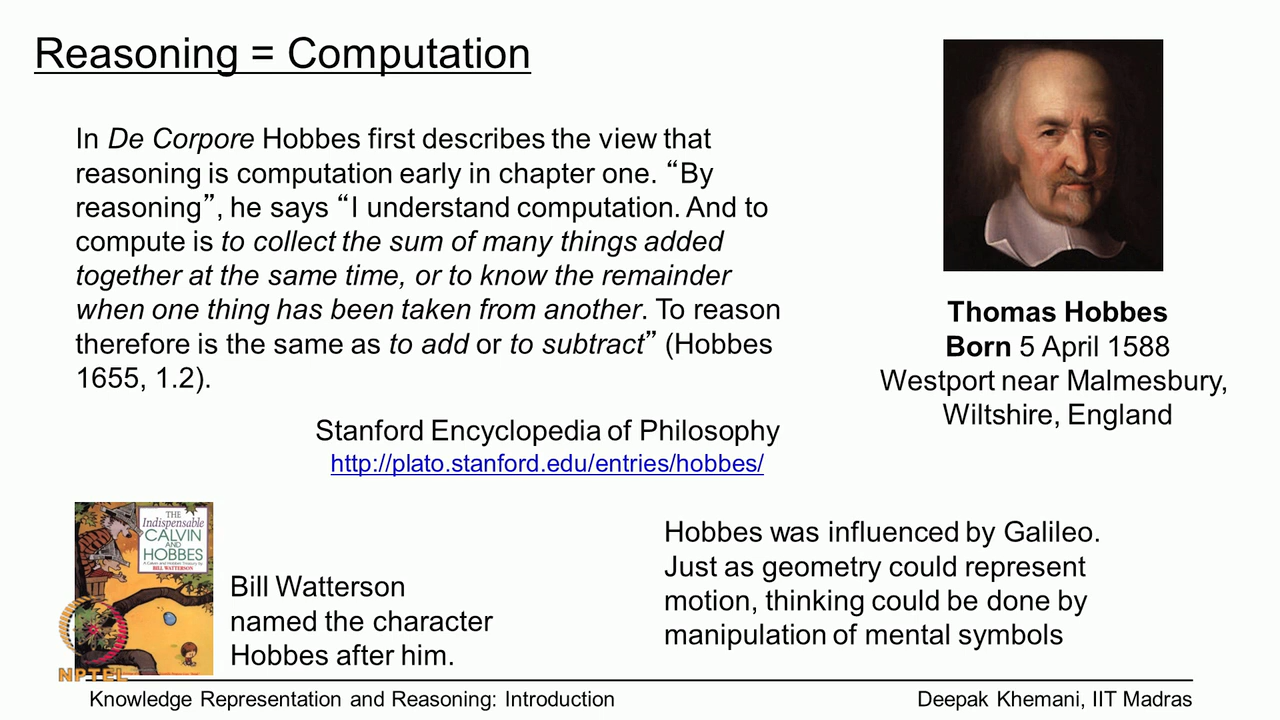 Reasoning = Computation
In De Corpore Hobbes first describes the view that
reasoning is computation early in chapter one. “By
reasoning”, he says “I understand computation. And to
compute is to collect the sum of many things added
together at the same time, or to know the remainder
when one thing has been taken from another. To reason
therefore is the same as to add or to subtract” (Hobbes
1655, 1.2).
Stanford Encyclopedia of Philosophy
http://plato.stanford.edu/entries/hobbes/
Thomas Hobbes
Born 5 April 1588
Westport near Malmesbury,
Wiltshire, England
THE
Indispensable
CALVIN
AND
HOBBES
A Calvin and Hobbes Treasury by
BILL WATTERSON
Bill Watterson
named the character
Hobbes after him.
Hobbes was influenced by Galileo.
Just as geometry could represent
motion, thinking could be done by
manipulation of mental symbols
NPTEL
Knowledge Representation and Reasoning: Introduction
Deepak Khemani, IIT Madras